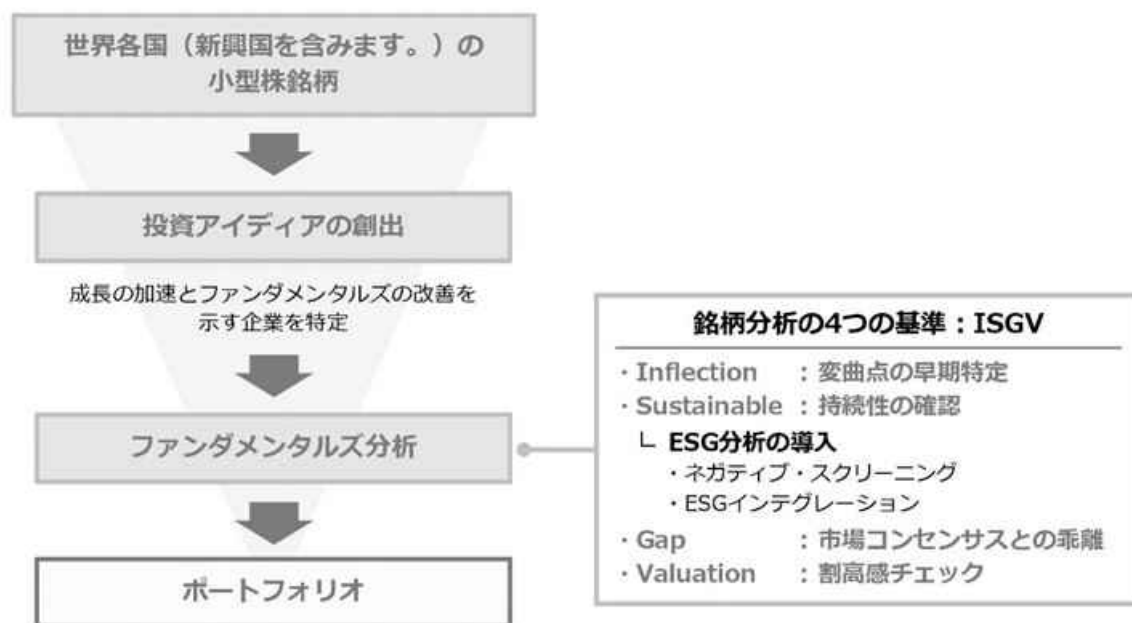 世界各国（新興国を含みます。）の
小型株銘柄
投資アイディアの創出
成長の加速とファンダメンタルズの改善を
示す企業を特定
ファンダメンタルズ分析
ポートフォリオ
銘柄分析の4つの基準：ISGV
・Inflection ：変曲点の早期特定
・Sustainable ：持続性の確認
└ ESG分析の導入
・ネガティブ・スクリーニング
・ESGインテグレーション
・Gap ：市場コンセンサスとの乖離
・Valuation ：割高感チェック